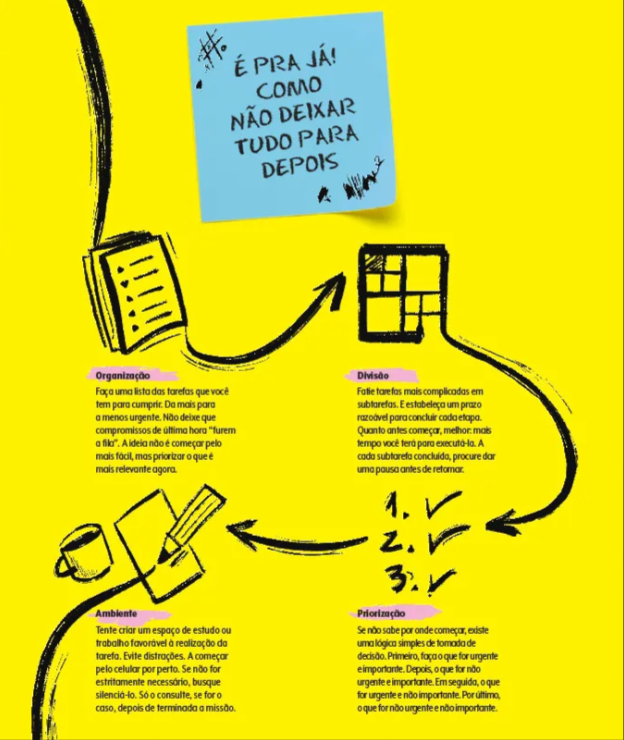 É PRA JÁ!
COMO
NÃO DEIXAR
TUDO PARA
DEPOIS
Organização
Faça uma lista das tarefas que você
tem para cumprir. Da mais para
a menos urgente. Não deixe que
compromissos de última hora “furem
a fila”. A ideia não é começar pelo
mais fácil, mas priorizar o que é
mais relevante agora.
Divisão
Fatie tarefas mais complicadas em
subtarefas. E estabeleça um prazo
razoável para concluir cada etapa.
Quanto antes começar, melhor: mais
tempo você terá para executá-la. A
cada subtarefa concluída, procure dar
uma pausa antes de retomar.
1. ✓
2. ✓
3. ✓
Priorização
Se não sabe por onde começar, existe
uma lógica simples de tomada de
decisão. Primeiro, faça o que for urgente
e importante. Depois, o que for não
urgente e importante. Em seguida, o que
for urgente e não importante. Por último,
o que for não urgente e não importante.
Ambiente
Tente criar um espaço de estudo ou
trabalho favorável à realização da
tarefa. Evite distrações. A começar
pelo celular por perto. Se não for
estritamente necessário, busque
silenciá-lo. Só o consulte, se for o
caso, depois de terminada a missão.